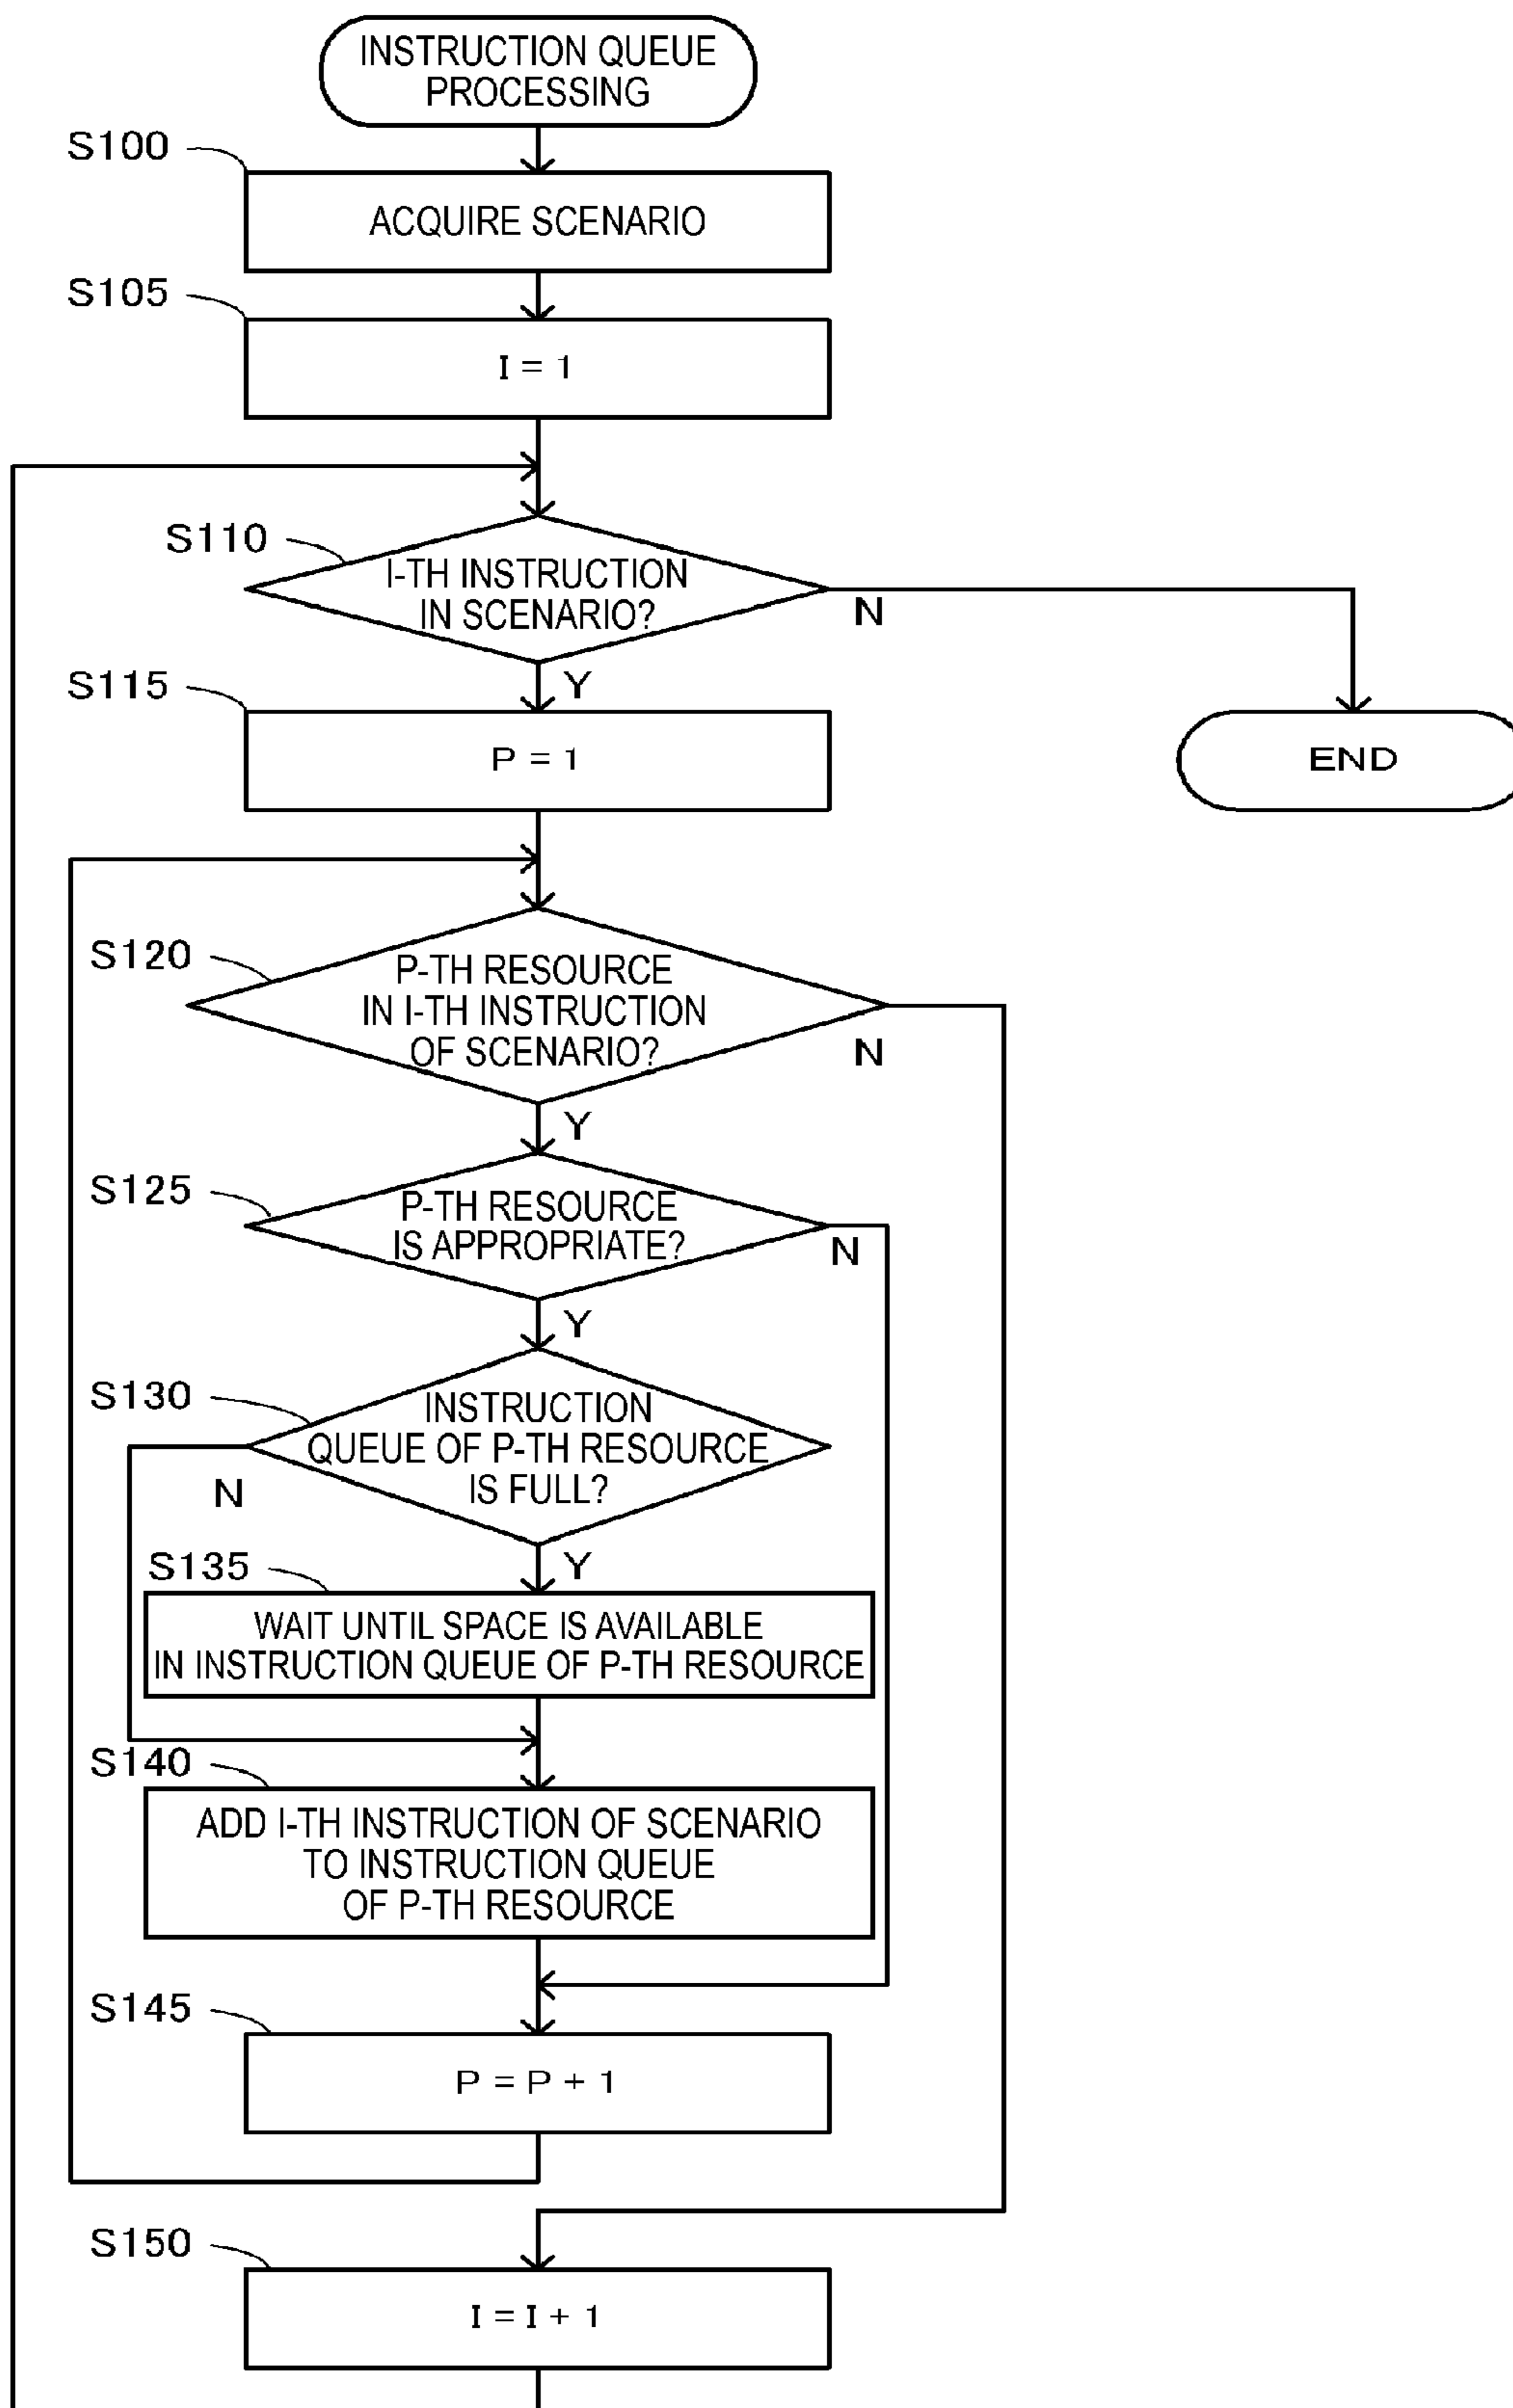 INSTRUCTION QUEUE
PROCESSING
S100
ACQUIRE SCENARIO
S105
I = 1
S110
I-TH INSTRUCTION
IN SCENARIO?
N
Y
S115
P = 1
END
S120
P-TH RESOURCE
IN I-TH INSTRUCTION
OF SCENARIO?
N
Y
S125
P-TH RESOURCE
IS APPROPRIATE?
N
Y
S130
INSTRUCTION
QUEUE OF P-TH RESOURCE
IS FULL?
N
Y
S135
WAIT UNTIL SPACE IS AVAILABLE
IN INSTRUCTION QUEUE OF P-TH RESOURCE
S140
ADD I-TH INSTRUCTION OF SCENARIO
TO INSTRUCTION QUEUE
OF P-TH RESOURCE
S145
P = P + 1
S150
I = I + 1